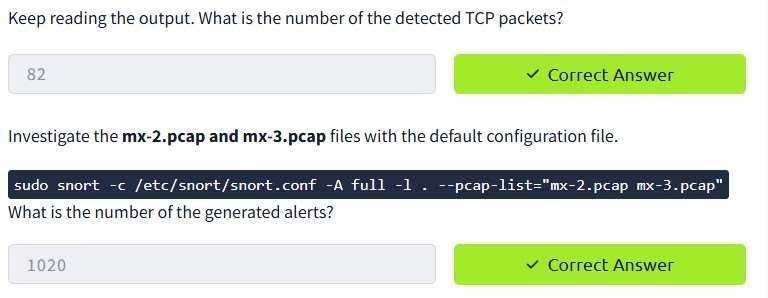 Keep reading the output. What is the number of the detected TCP packets?
82
✓ Correct Answer
Investigate the mx-2.pcap and mx-3.pcap files with the default configuration file.
sudo snort -c /etc/snort/snort.conf -A full -l . --pcap-list="mx-2.pcap mx-3.pcap"
What is the number of the generated alerts?
1020
✓ Correct Answer